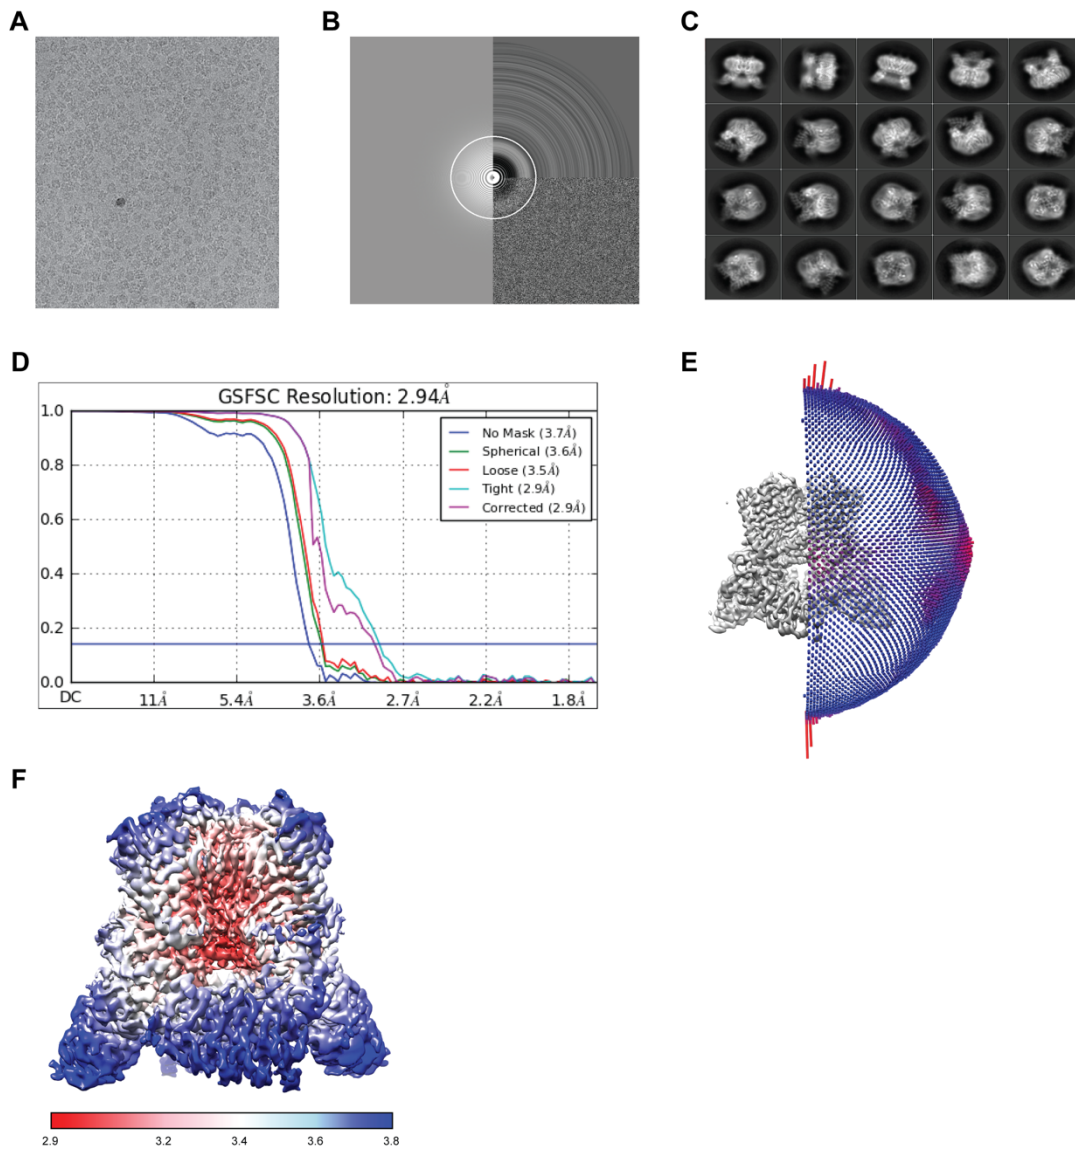 A
B
C
D
GSFSC Resolution: 2.94Å
1.0
0.8
0.6
0.4
0.2
0.0
No Mask (3.7Å)
Spherical (3.6Å)
Loose (3.5Å)
Tight (2.9Å)
Corrected (2.9Å)
DC 11Å 5.4Å 3.6Å 2.7Å 2.2Å 1.8Å
E
F
2.9 3.2 3.4 3.6 3.8